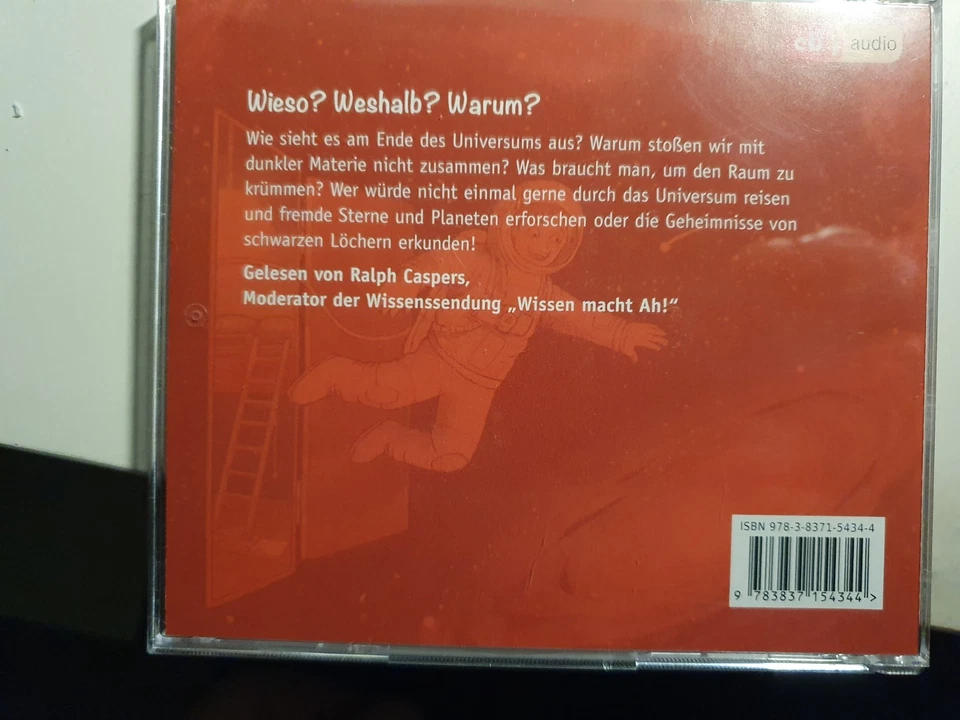 audio
Wieso? Weshalb? Warum?
Wie sieht es am Ende des Universums aus? Warum stoßen wir mit
dunkler Materie nicht zusammen? Was braucht man, um den Raum zu
krümmen? Wer würde nicht einmal gerne durch das Universum reisen
und fremde Sterne und Planeten erforschen oder die Geheimnisse von
schwarzen Löchern erkunden!
Gelesen von Ralph Caspers,
Moderator der Wissenssendung „Wissen macht Ah!“
ISBN 978-3-8371-5434-4
9 783837 154344 >